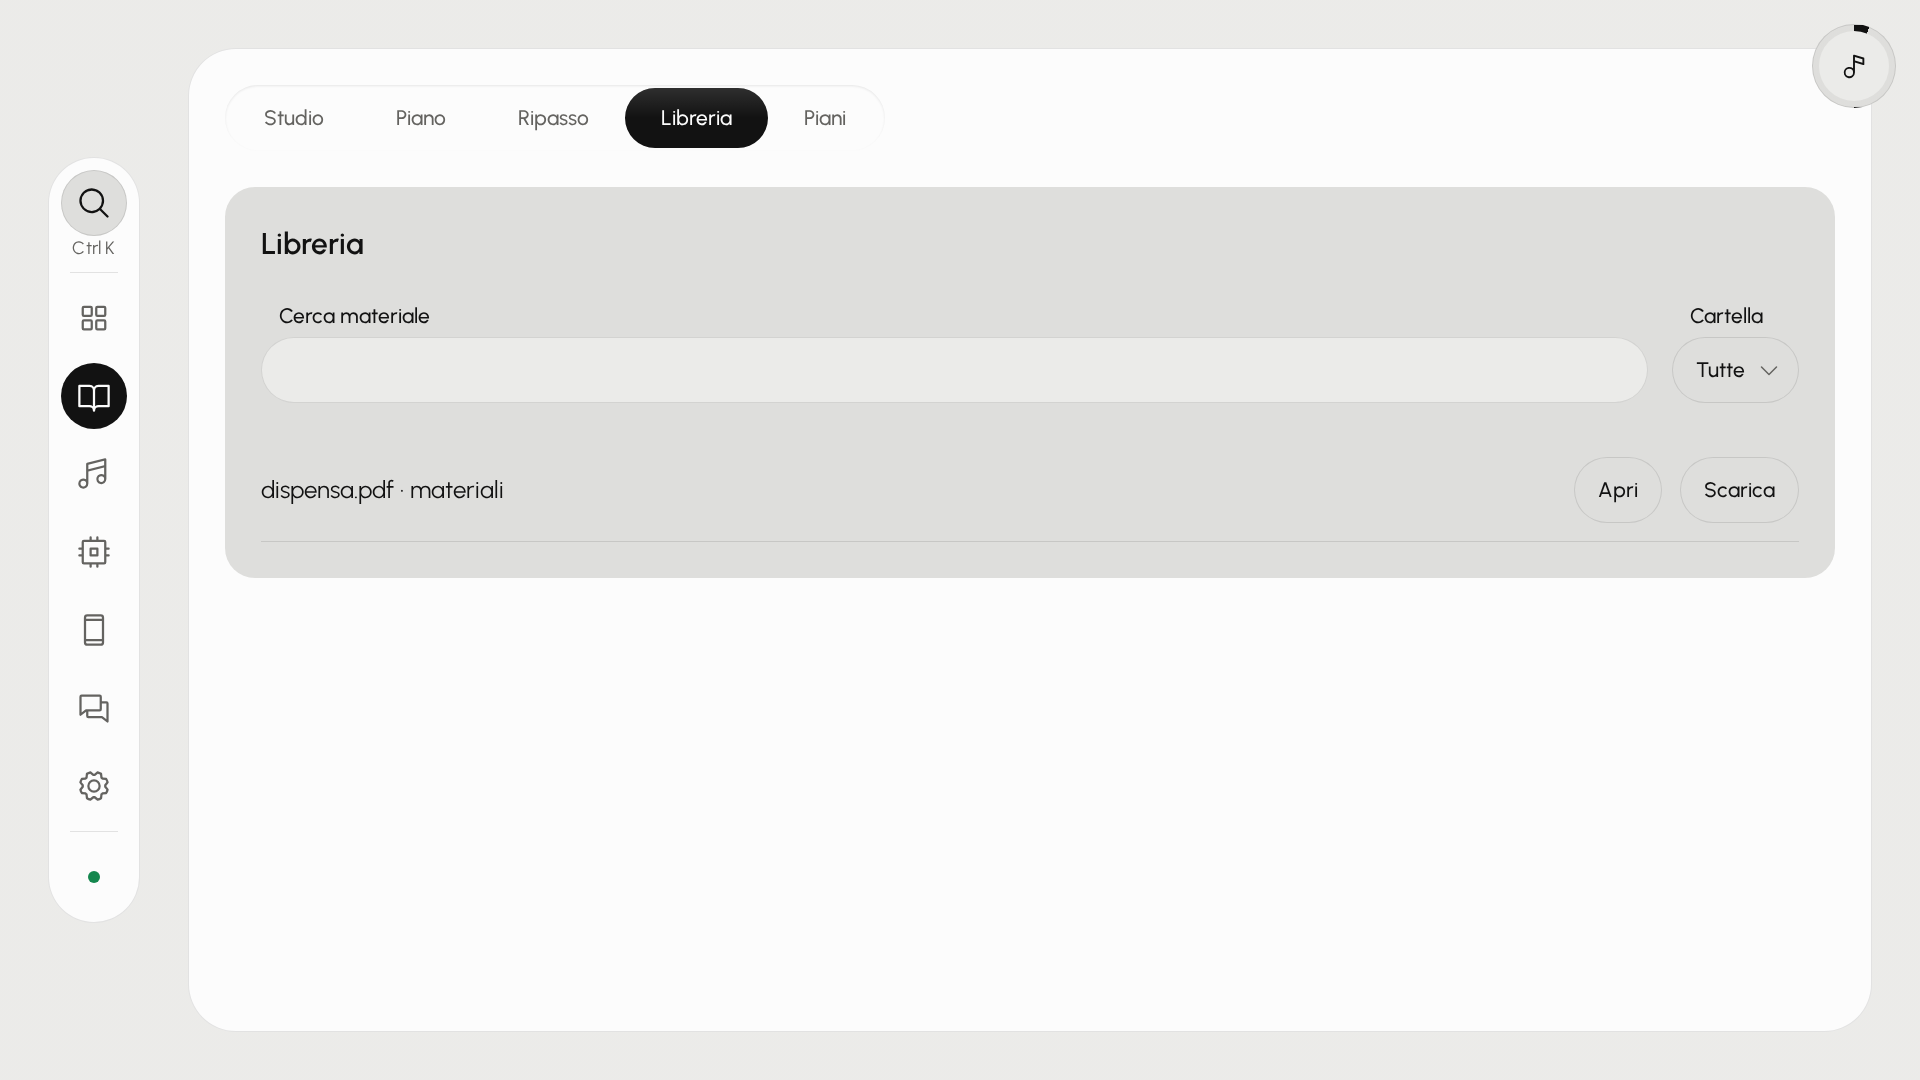 Studio
Piano
Ripasso
Libreria
Piani
Ctrl K
Libreria
Cerca materiale
Cartella
Tutte
dispensa.pdf · materiali
Apri
Scarica